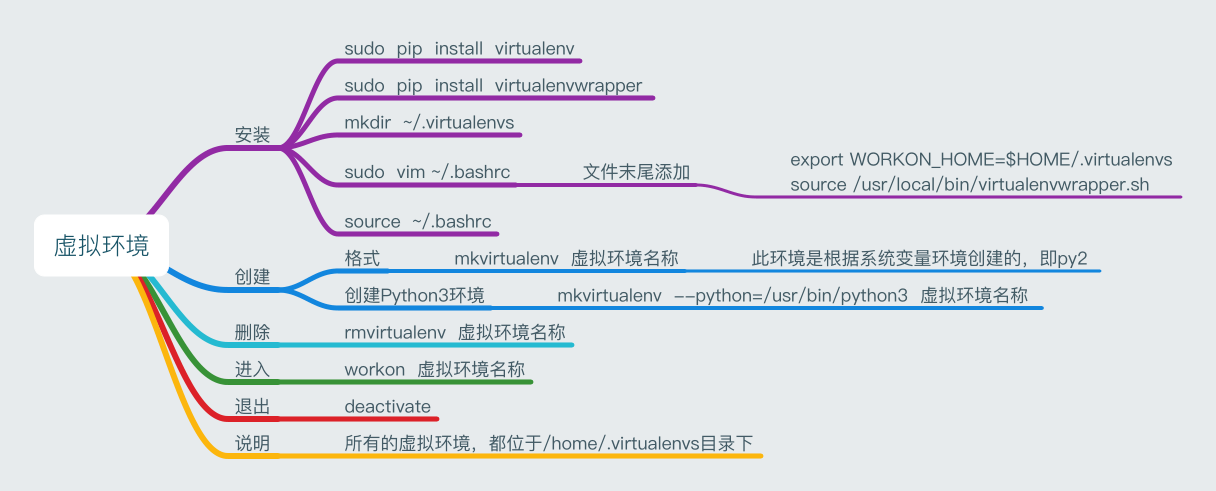 虚拟环境
安装
sudo pip install virtualenv
sudo pip install virtualenvwrapper
mkdir ~/.virtualenvs
sudo vim ~/.bashrc
文件末尾添加
export WORKON_HOME=$HOME/.virtualenvs
source /usr/local/bin/virtualenvwrapper.sh
source ~/.bashrc
创建
格式
mkvirtualenv 虚拟环境名称
此环境是根据系统变量环境创建的，即py2
创建Python3环境
mkvirtualenv --python=/usr/bin/python3 虚拟环境名称
删除
rmvirtualenv 虚拟环境名称
进入
workon 虚拟环境名称
退出
deactivate
说明
所有的虚拟环境，都位于/home/.virtualenvs目录下